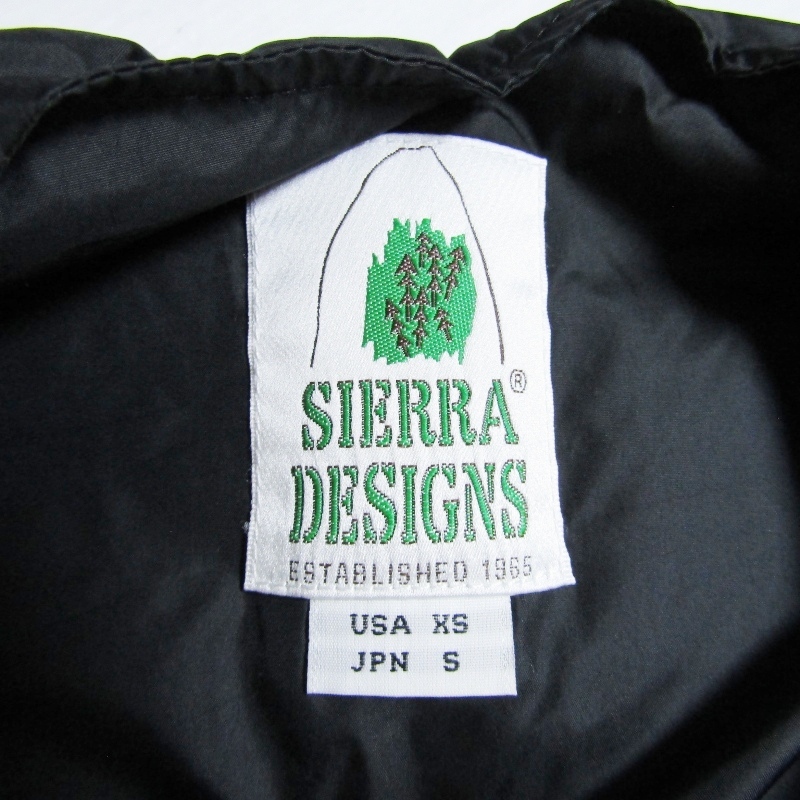 SIERRA®
DESIGNS
ESTABLISHED 1965
USA XS
JPN S